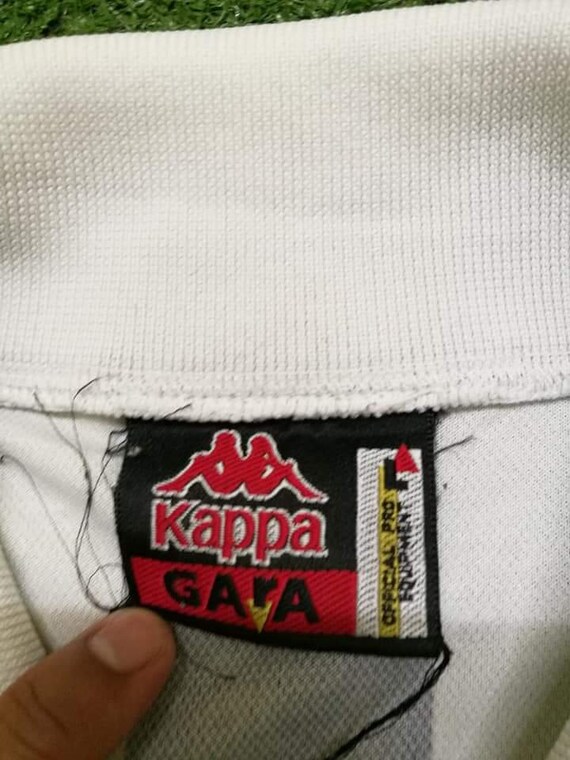 Kappa
GArA
OFFICIAL PRO
EQUIPMENT